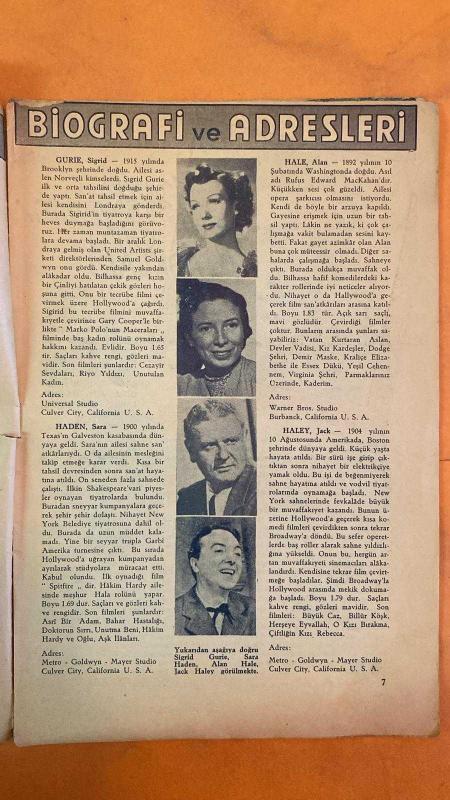 BİOGRAFİ ve ADRESLERİ
GURIE, Sigrid — 1915 yılında
Brooklyn şehrinde doğdu. Ailesi as-
len Norveçli kimselerdi. Sigrid Gurie
ilk ve orta tahsilini doğduğu şehir-
de yaptı. San'at tahsil etmek için ai-
lesi kendisini Londraya gönderdi.
Burada Sigrid'in tiyatroya karşı bir
heves duymağa başladığını görüvo-
ruz. Her zaman muntazaman tiyatro-
lara devama başladı. Bir aralık Lon-
draya gelmiş olan United Artists şir-
keti direktörlerinden Samuel Gold-
wyn onu gördü. Kendisile yakından
alâkadar oldu. Bilhassa genç kızın
bir Çinliyi hatılatan çekik gözleri ho-
şuna gitti. Onu bir tecrübe filmi çe-
virmek üzere Hollywood'a çağırdı.
Sigrid bu tecrübe filmini muvaffa-
kiyetle çevirince Gary Cooper'le bir-
likte " Marko Polo'nun Maceraları „
filminde baş kadın rolünü oynamak
hakkını kazandı. Evlidir. Boyu 1.65
tir. Saçları kahve rengi, gözleri ma-
vidir. Son filmleri şunlardır: Cezayir
Sevdaları, Riyo Yıldızı, Unutulan
Kadın.
Adres:
Universal Studio
Culver City, California U. S. A.
HADEN, Sara — 1900 yılında
Texas'ın Galveston kasabasında dün-
yaya geldi. Sara'nın ailesi sahne san'
atkârlarıydı. O da ailesinin mesleğini
takip etmeğe karar verdi. Kısa bir
tahsil devresinden sonra san'at haya-
tına atıldı. On seneden fazla sahnede
çalıştı. İlkin Shakespeare'vari piyes-
ler oynayan tiyatrolarda bulundu.
Buradan sneyyar kumpanyalara geçe-
rek şehir şehir dolaştı. Nihayet New
York Belediye tiyatrosuna dahil ol-
du. Burada da uzun müddet kalama-
dı. Yine bir seyyar trupla Garbî
Amerika turnesine çıktı. Bu sırada
Hollywood'a uğrayan kumpanyadan
ayrılarak stüdyolara müracaat etti.
Kabul olundu. İlk oynadığı film
" Spitfire „ dir. Hâkim Hardy aile-
sinde meşhur Hala rolünü yapar.
Boyu 1.69 dur. Saçları ve gözleri kah-
ve rengidir. Son filmleri şunlardır:
Asrî Bir Adam, Bahar Hastalığı,
Doktorun Sırrı, Unutma Beni, Hâkim
Hardy ve Oğlu, Aşk İlânları.
Adres:
Metro - Goldwyn - Mayer Studio
Culver City, California U. S. A.
Yukarıdan aşağıya doğru
Sigrid Gurie, Sara
Haden, Alan Hale,
Jack Haley görülmekte.
HALE, Alan — 1892 yılının 10
Şubatında Washingtonda doğdu. Asıl
adı Rufus Edward MacKahan'dır.
Küçükken sesi çok güzeldi. Ailesi
opera şarkıcısı olmasını istiyordu.
Kendi de böyle bir arzuya kapıldı.
Gayesine erişmek için uzun bir tah-
sil yaptı. Lâkin ne yazık, ki çok ça-
lışmağa vakit bulamadan sesini kay-
betti. Fakat gayet azimkâr olan Alan
buna çok müteessir olmadı. Diğer sa-
halarda çalışmağa başladı. Sahneye
çıktı. Burada oldukça muvaffak ol-
du. Bilhassa hafif komedilerdeki ka-
rakter rollerinde iyi neticeler alıyor-
du. Nihayet o da Hallywood'a ge-
çerek film san'atkârları arasına katıl-
dı. Boyu 1.83 tür. Açık sarı saçlı,
mavi gözlüdür Çevirdiği filmler
çoktur. Bunların arasında şunları sa-
yabiliriz: Vatan Kurtaran Aslan,
Devler Vadisi, Kız Kardeşler, Dodge
Şehri, Demir Maske, Kraliçe Eliza-
bethe ile Essex Dükü, Yeşil Cehen-
nem, Virginia Şehri, Parmaklarınız
Üzerinde, Kaderim.
Adres:
Warner Bros. Studio
Burbanck, California U. S. A.
HALEY, Jack — 1904 yılının
10 Ağustosunda Amerikada, Boston
şehrinde dünyaya geldi. Küçük yaşta
hayata atıldı. Bir sürü işe girip çık-
tıktan sonra nihayet bir elektrikçiye
yamak oldu. Bu işi de beğenmiyerek
sahne hayatına atıldı ve vodvil tiyat-
rolarında oynamağa başladı. New
York sahnelerinde fevkalâde büyük
bir muvaffakıyet kazandı. Bunun ü-
zerine Hollywood'a geçerek kısa ko-
medi filmleri çevirdikten sonra tekrar
Broadway'a döndü. Bu sefer operet-
lerde baş roller alarak sahne yıldızlı-
ğına yükseldi. Onun bu, hergün ar-
tan muvaffakiyeti sinemacıları alâka-
landırdı. Kendisine tekrar film çevirt-
meğe başladılar. Şimdi Broadway'la
Hollywood arasında mekik dokuma-
ğa başladı. Boyu 1.79 dur. Saçları
kahve rengi, gözleri mavidir. Son
filmleri: Büyük Caz, Billûr Köşk,
Herşeye Eyvallah, O Kızı Bırakma,
Çiftliğin Kızı Rebecca.
Adres:
Metro - Goldwyn - Mayer Studio
Culver City, California U. S. A.
7